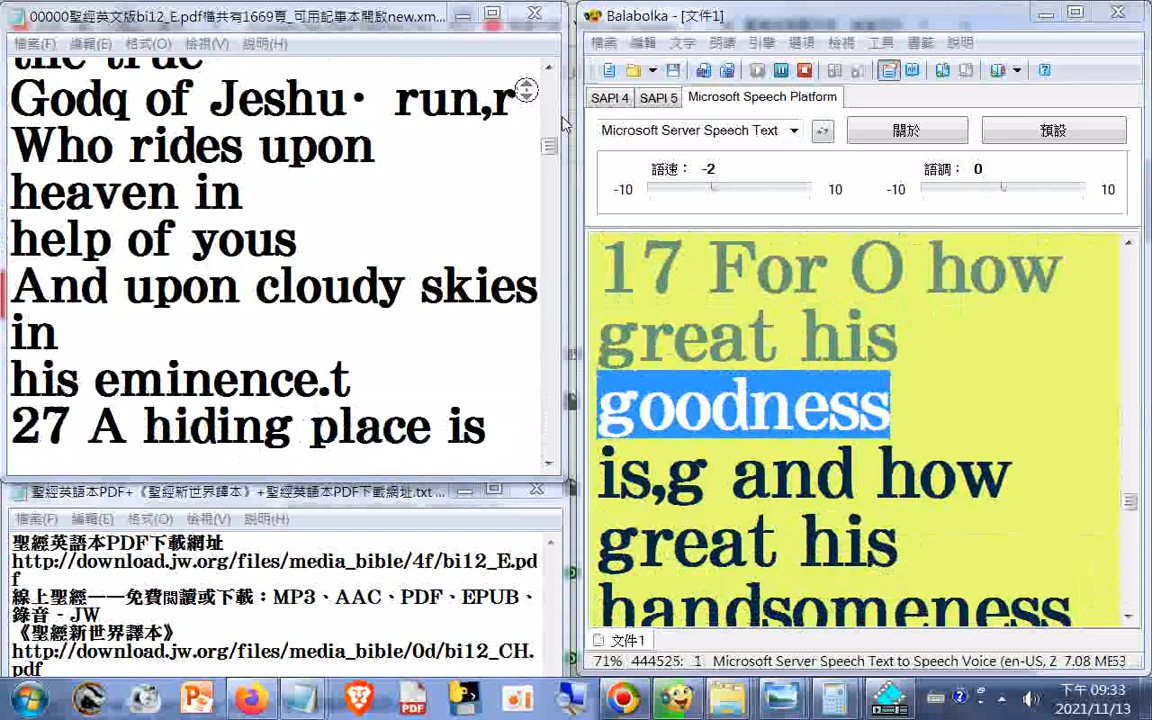 00000聖經英文版bi12_E.pdf檔共有1669頁_可用記事本開啟new.xm...
檔案(F) 編輯(E) 格式(O) 檢視(V) 說明(H)
the true
Godq of Jeshu· run,r
Who rides upon
heaven in
help of yous
And upon cloudy skies
in
his eminence.t
27 A hiding place is
聖經英語本PDF+《聖經新世界譯本》+聖經英語本PDF下載網址.txt ...
檔案(F) 編輯(E) 格式(O) 檢視(V) 說明(H)
聖經英語本PDF下載網址
http://download.jw.org/files/media_bible/4f/bi12_E.pd
f
線上聖經——免費閱讀或下載：MP3、AAC、PDF、EPUB、
錄音 - JW
《聖經新世界譯本》
http://download.jw.org/files/media_bible/0d/bi12_CH.
pdf
Balabolka - [文件1]
檔案 編輯 文字 朗讀 引擎 選項 檢視 工具 書籤 說明
SAPI 4 SAPI 5 Microsoft Speech Platform
Microsoft Server Speech Text 關於 預設
語速： -2 語調： 0
-10 10 -10 10
17 For O how
great his
goodness
is,g and how
great his
handsomeness
文件1
71% 444525: 1 Microsoft Server Speech Text to Speech Voice (en-US, Z 7.08 ME53
下午 09:33
2021/11/13